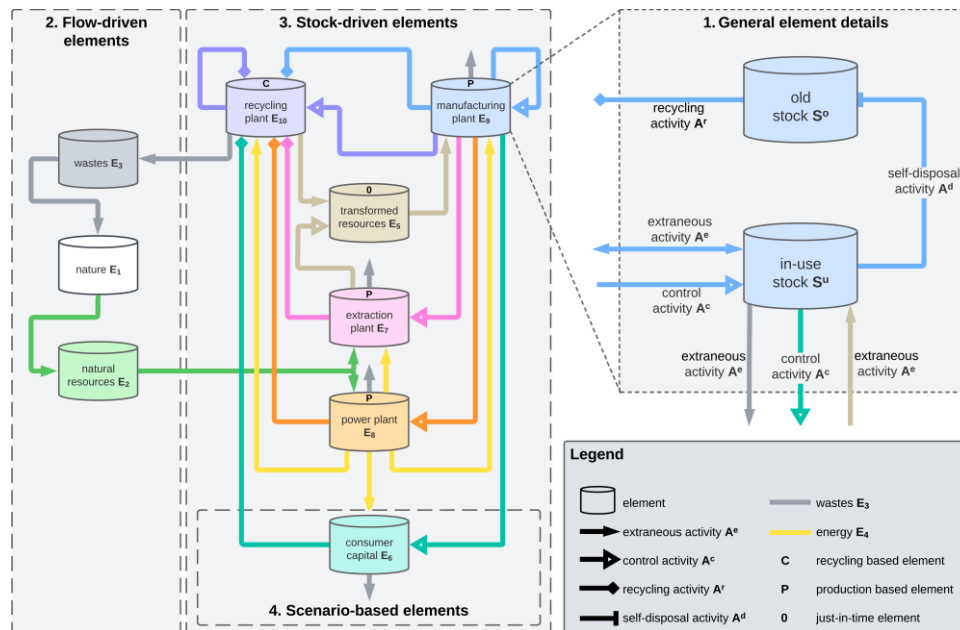 2. Flow-driven
elements
3. Stock-driven elements
1. General element details
C
recycling
plant E₁₀
P
manufacturing
plant E₉
wastes E₃
0
transformed
resources E₅
nature E₁
P
extraction
plant E₇
natural
resources E₂
P
power plant
E₈
consumer
capital E₆
4. Scenario-based elements
old
stock Sᵒ
recycling
activity Aʳ
self-disposal
activity Aᵈ
extraneous
activity Aᵉ
in-use
stock Sᵘ
control
activity Aᶜ
extraneous
activity Aᵉ
control
activity Aᶜ
extraneous
activity Aᵉ
Legend
element
wastes E₃
extraneous activity Aᵉ
energy E₄
control activity Aᶜ
C recycling based element
recycling activity Aʳ
P production based element
self-disposal activity Aᵈ
0 just-in-time element